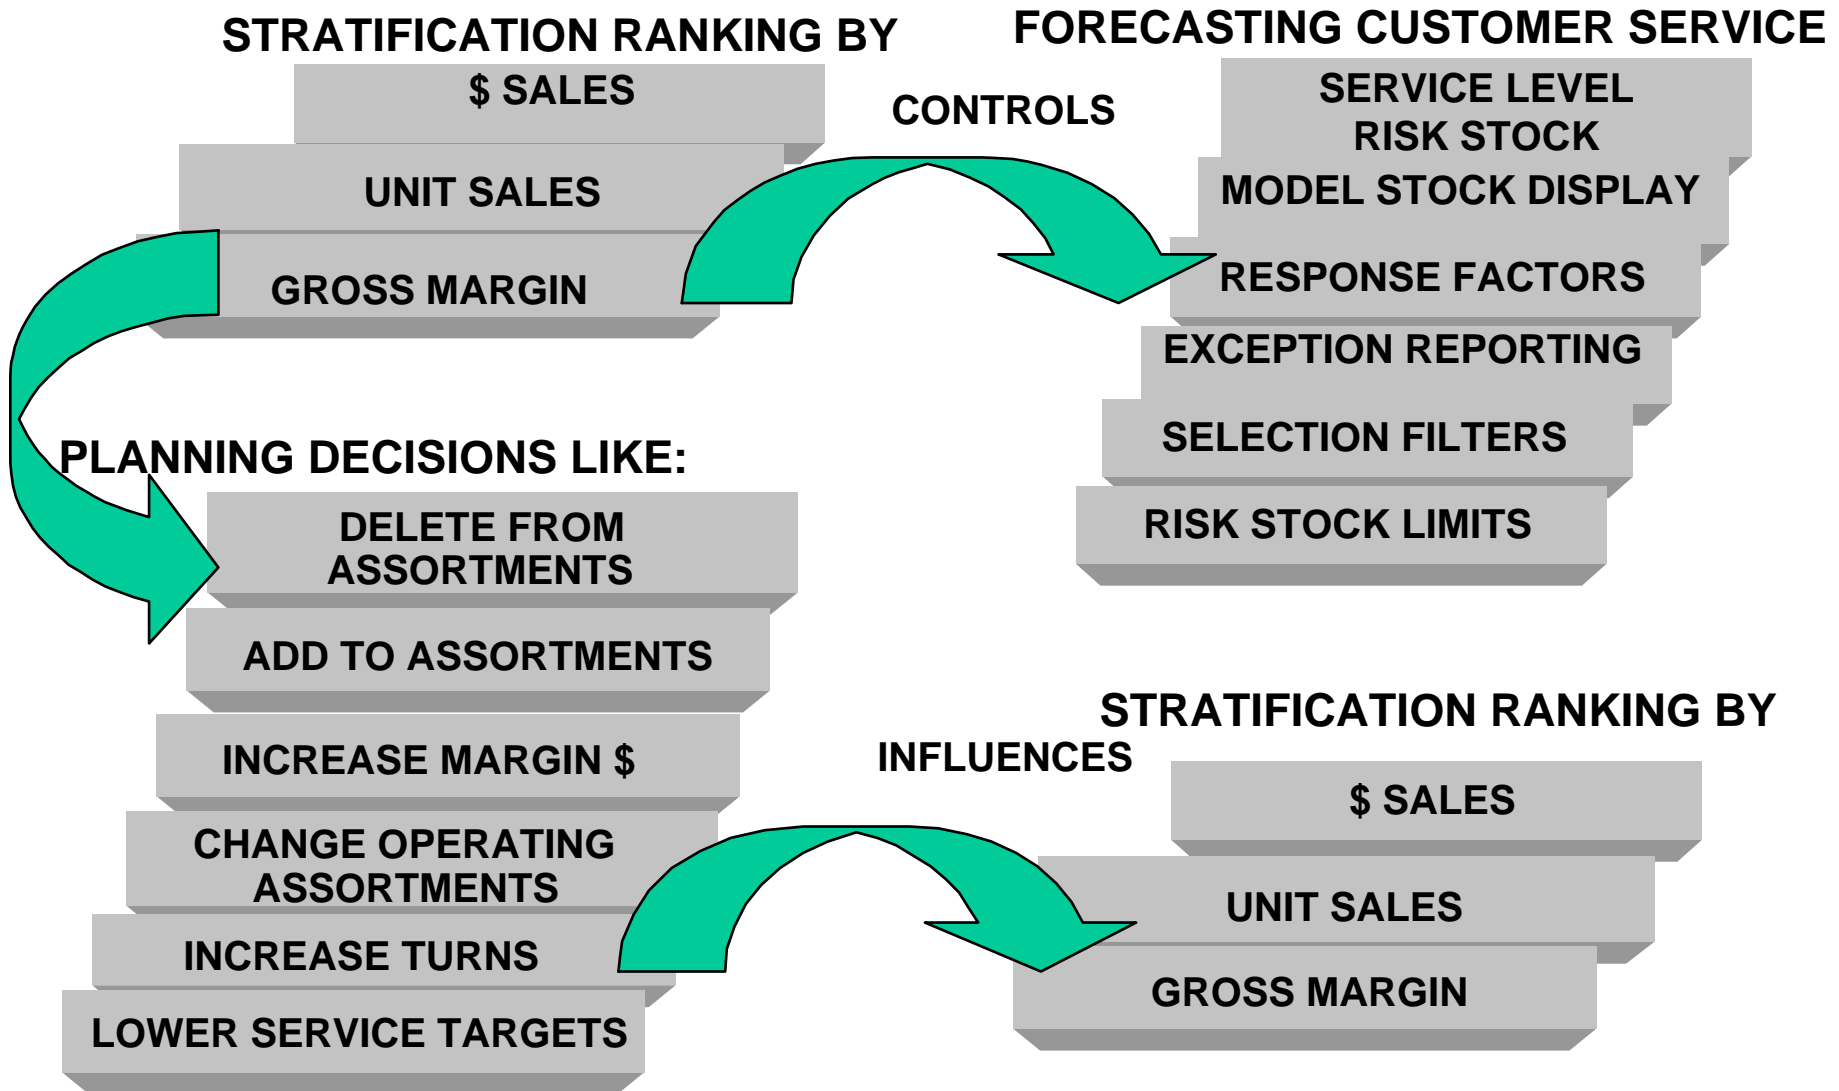 STRATIFICATION RANKING BY
$ SALES
UNIT SALES
GROSS MARGIN
CONTROLS
FORECASTING CUSTOMER SERVICE
SERVICE LEVEL
RISK STOCK
MODEL STOCK DISPLAY
RESPONSE FACTORS
EXCEPTION REPORTING
SELECTION FILTERS
RISK STOCK LIMITS
PLANNING DECISIONS LIKE:
DELETE FROM
ASSORTMENTS
ADD TO ASSORTMENTS
INCREASE MARGIN $
CHANGE OPERATING
ASSORTMENTS
INCREASE TURNS
LOWER SERVICE TARGETS
INFLUENCES
STRATIFICATION RANKING BY
$ SALES
UNIT SALES
GROSS MARGIN